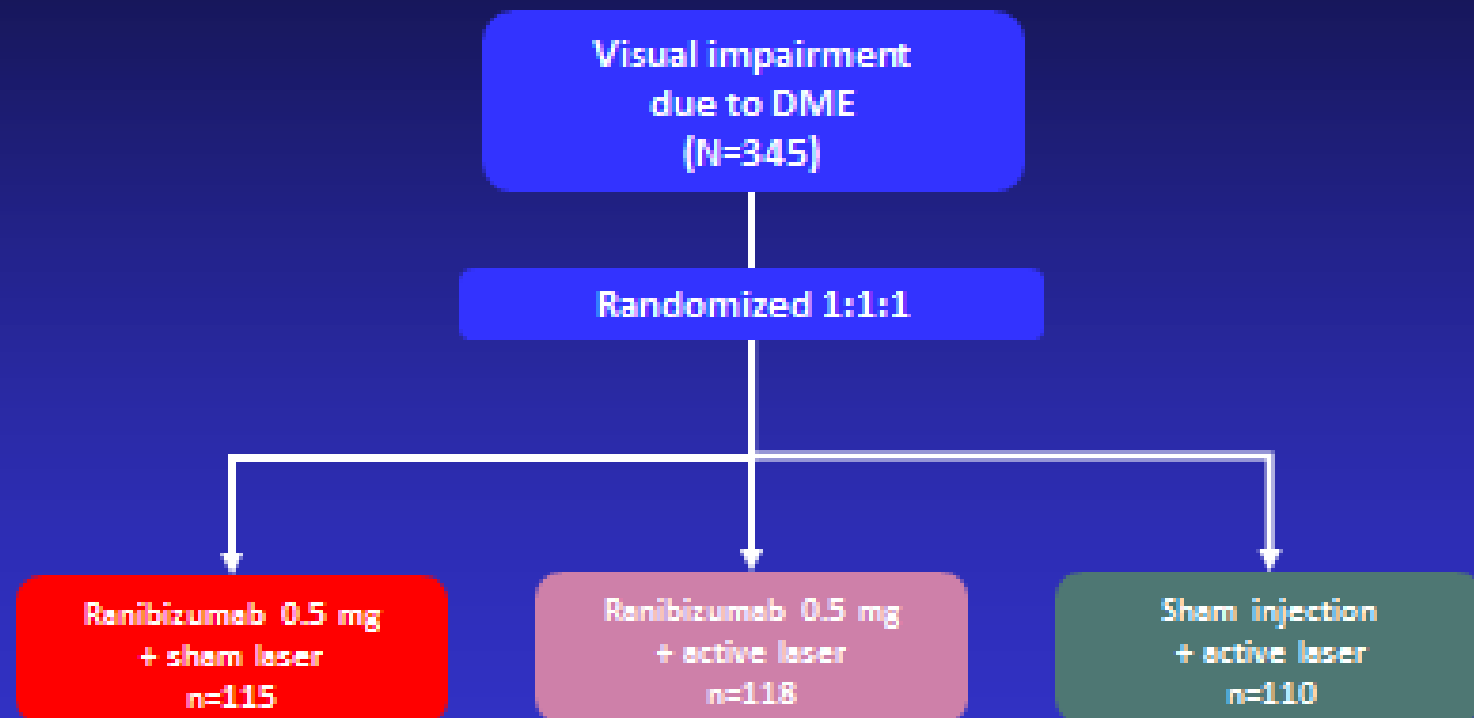 Visual impairment
due to DME
(N=345)
Randomized 1:1:1
Ranibizumab 0.5 mg
+ sham laser
n=115
Ranibizumab 0.5 mg
+ active laser
n=118
Sham injection
+ active laser
n=110